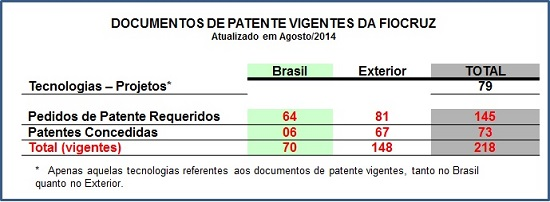 DOCUMENTOS DE PATENTE VIGENTES DA FIOCRUZ
Atualizado em Agosto/2014
Brasil Exterior TOTAL
Tecnologias – Projetos* 79
Pedidos de Patente Requeridos 64 81 145
Patentes Concedidas 06 67 73
Total (vigentes) 70 148 218
* Apenas aquelas tecnologias referentes aos documentos de patente vigentes, tanto no Brasil
quanto no Exterior.